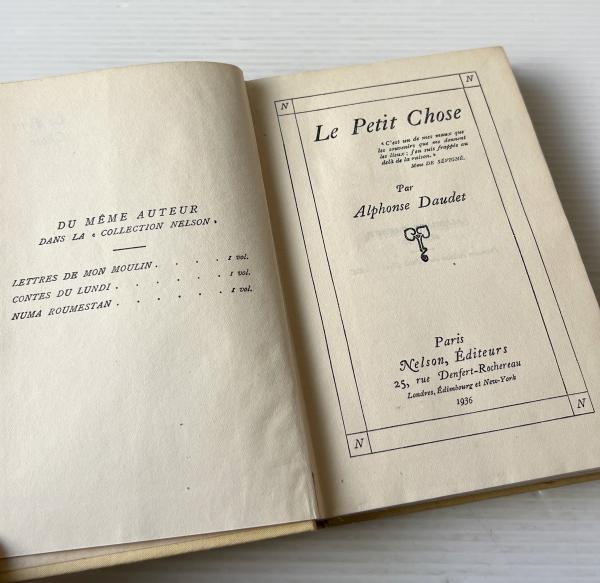 DU MÊME AUTEUR
DANS LA « COLLECTION NELSON »
LETTRES DE MON MOULIN . . . . . 1 vol.
CONTES DU LUNDI . . . . . . 1 vol.
NUMA ROUMESTAN . . . . . . 1 vol.
N N
Le Petit Chose
« C'est un de mes maux que
les souvenirs que me donnent
les lieux ; j'en suis frappée au
delà de la raison. »
Mme DE SÉVIGNÉ.
Par
Alphonse Daudet
Paris
Nelson, Éditeurs
25, rue Denfert-Rochereau
Londres, Édimbourg et New-York
1936
N N